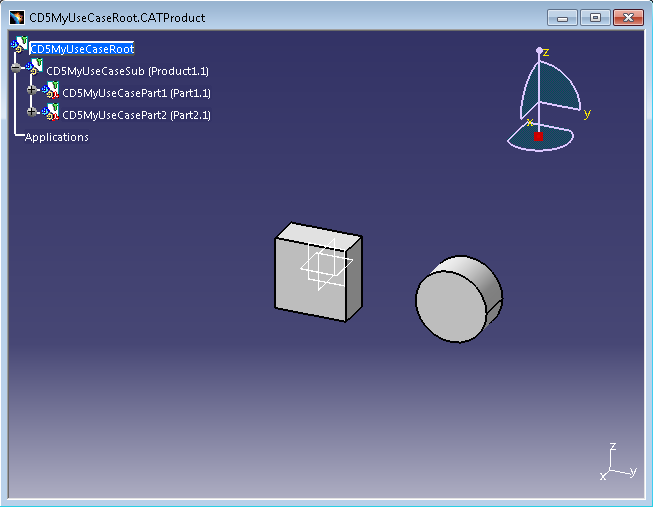 CD5MyUseCaseRoot.CATProduct
CD5MyUseCaseRoot
CD5MyUseCaseSub (Product1.1)
CD5MyUseCasePart1 (Part1.1)
CD5MyUseCasePart2 (Part2.1)
Applications
z
y
x
z
y
x